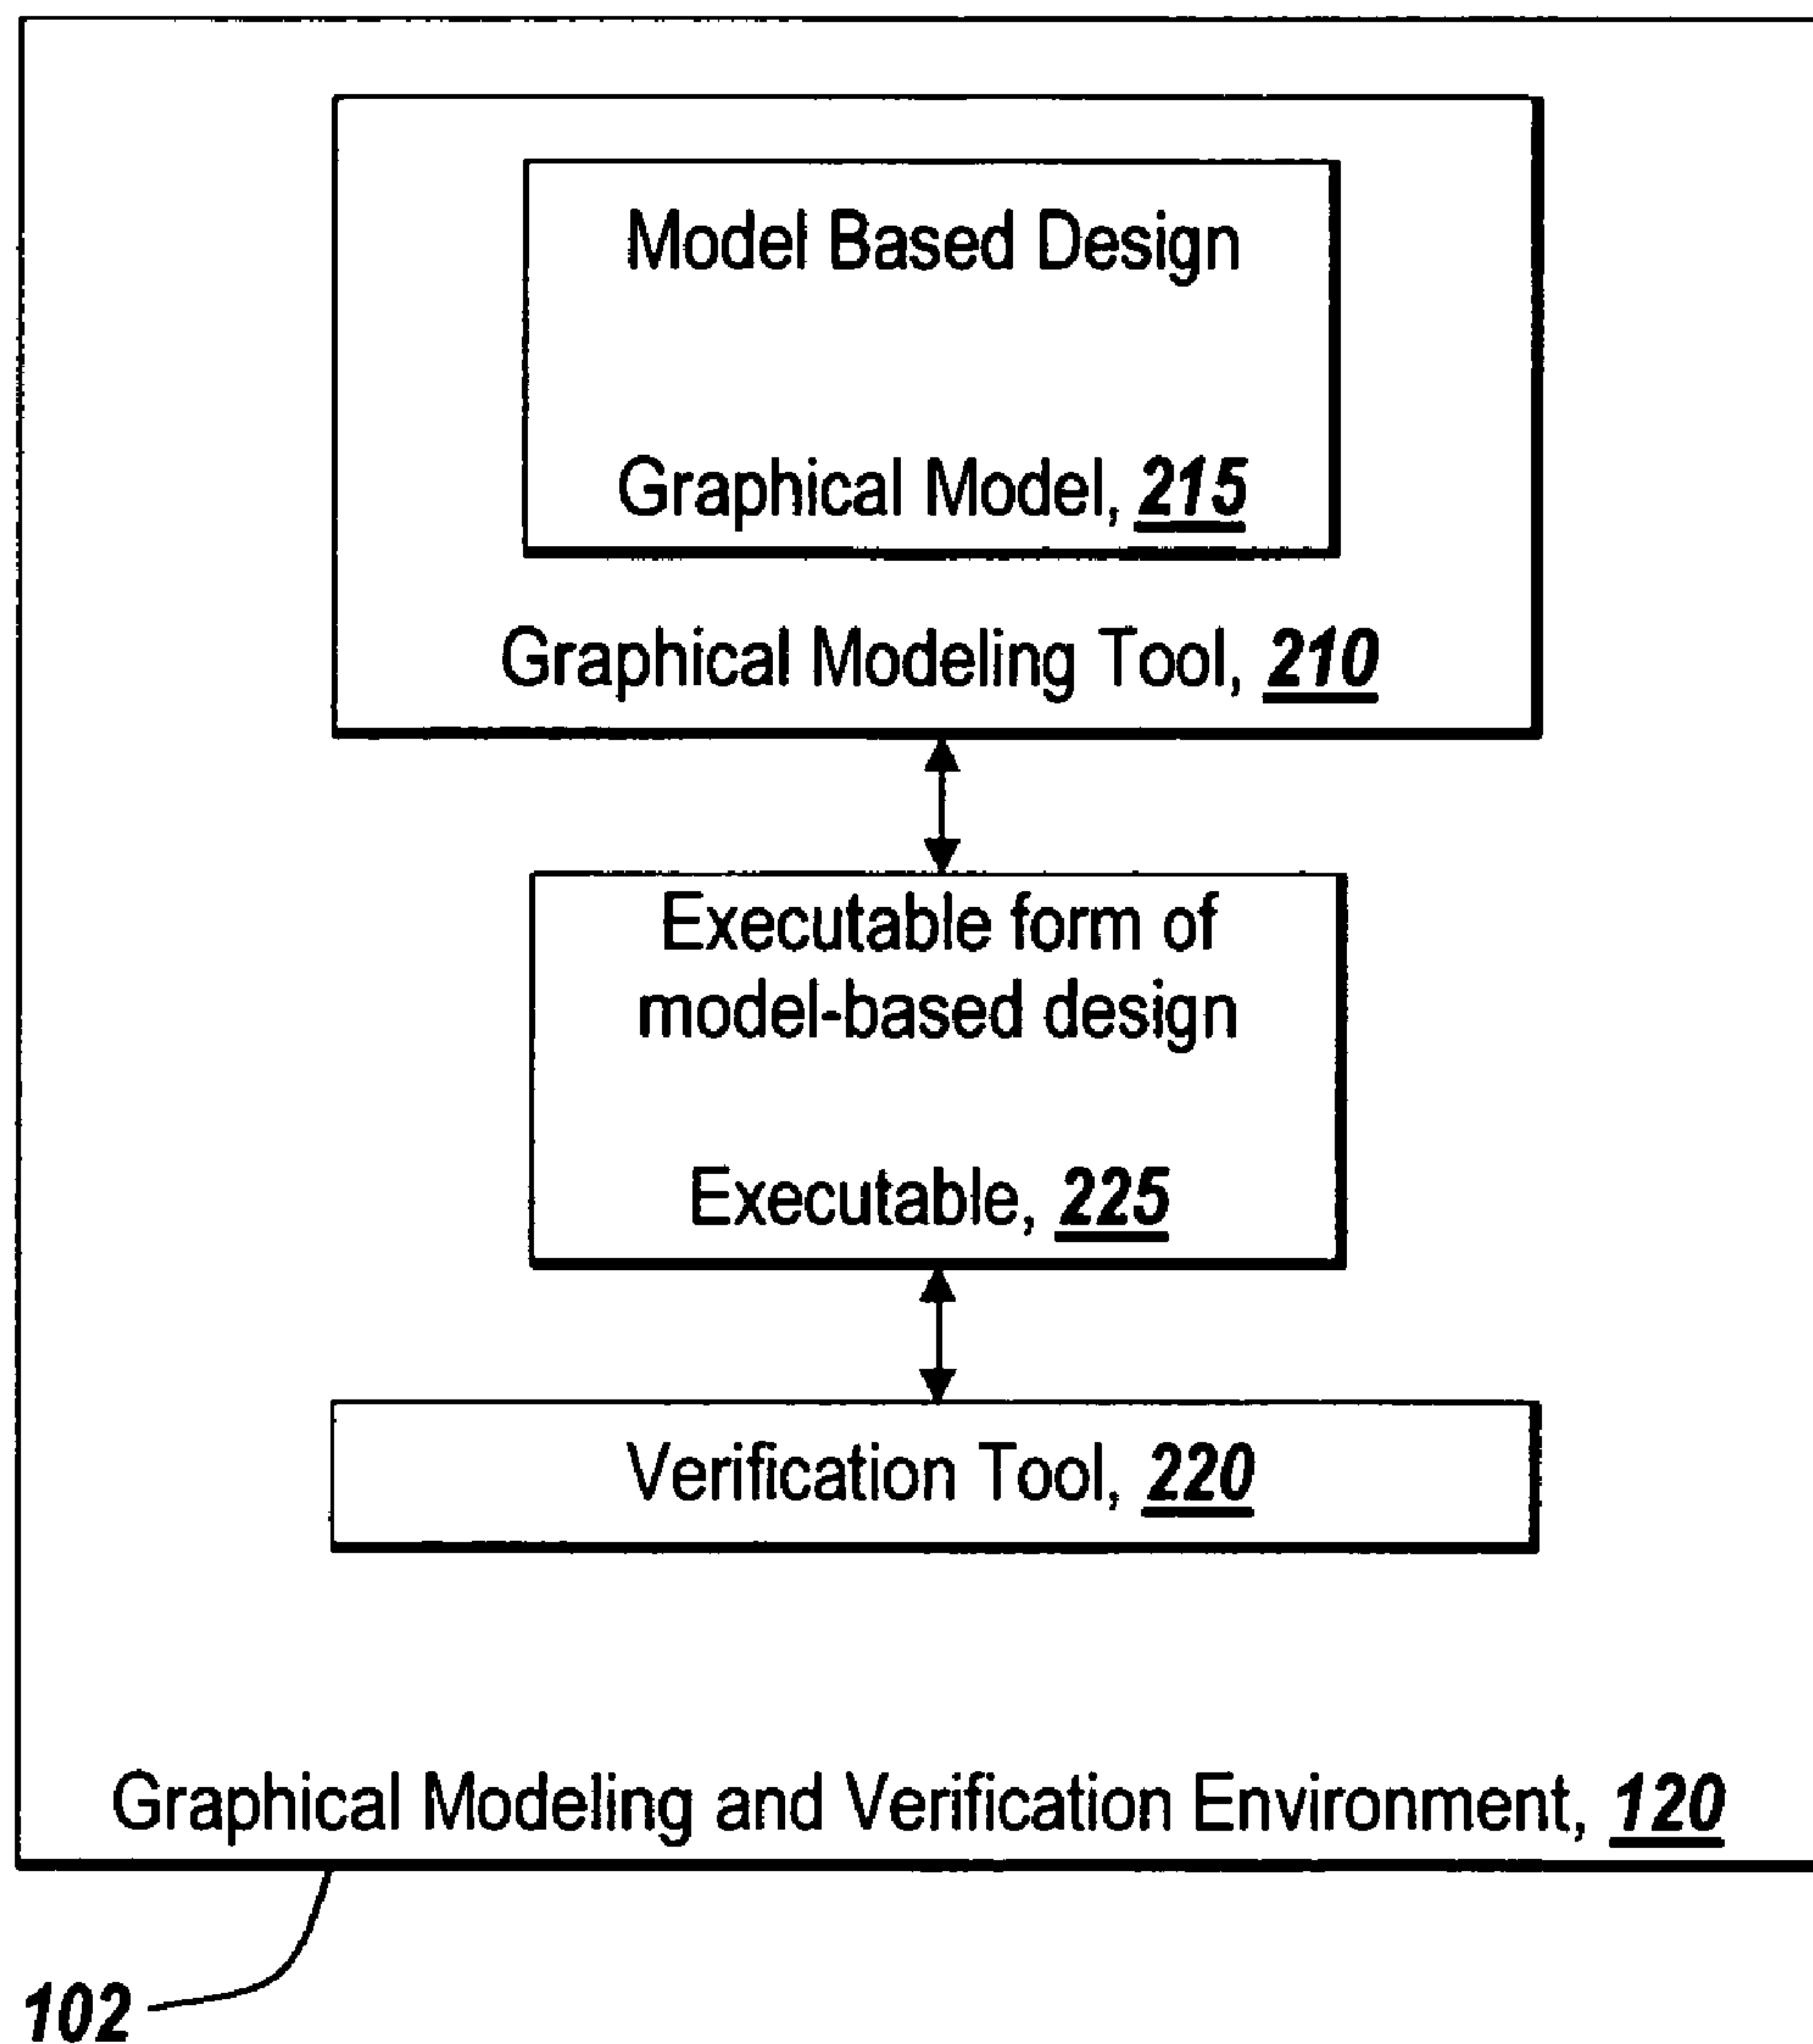 Model Based Design
Graphical Model, 215
Graphical Modeling Tool, 210
Executable form of
model-based design
Executable, 225
Verification Tool, 220
Graphical Modeling and Verification Environment, 120
102